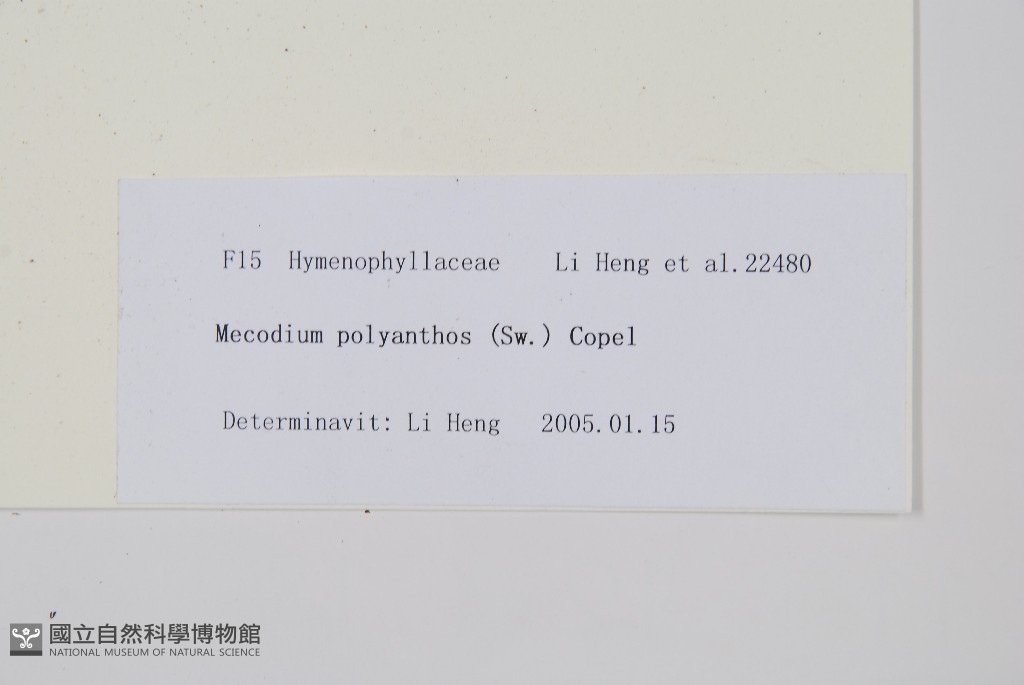 F15 Hymenophyllaceae Li Heng et al.22480
Mecodium polyanthos (Sw.) Copel
Determinavit: Li Heng 2005.01.15
國立自然科學博物館
NATIONAL MUSEUM OF NATURAL SCIENCE